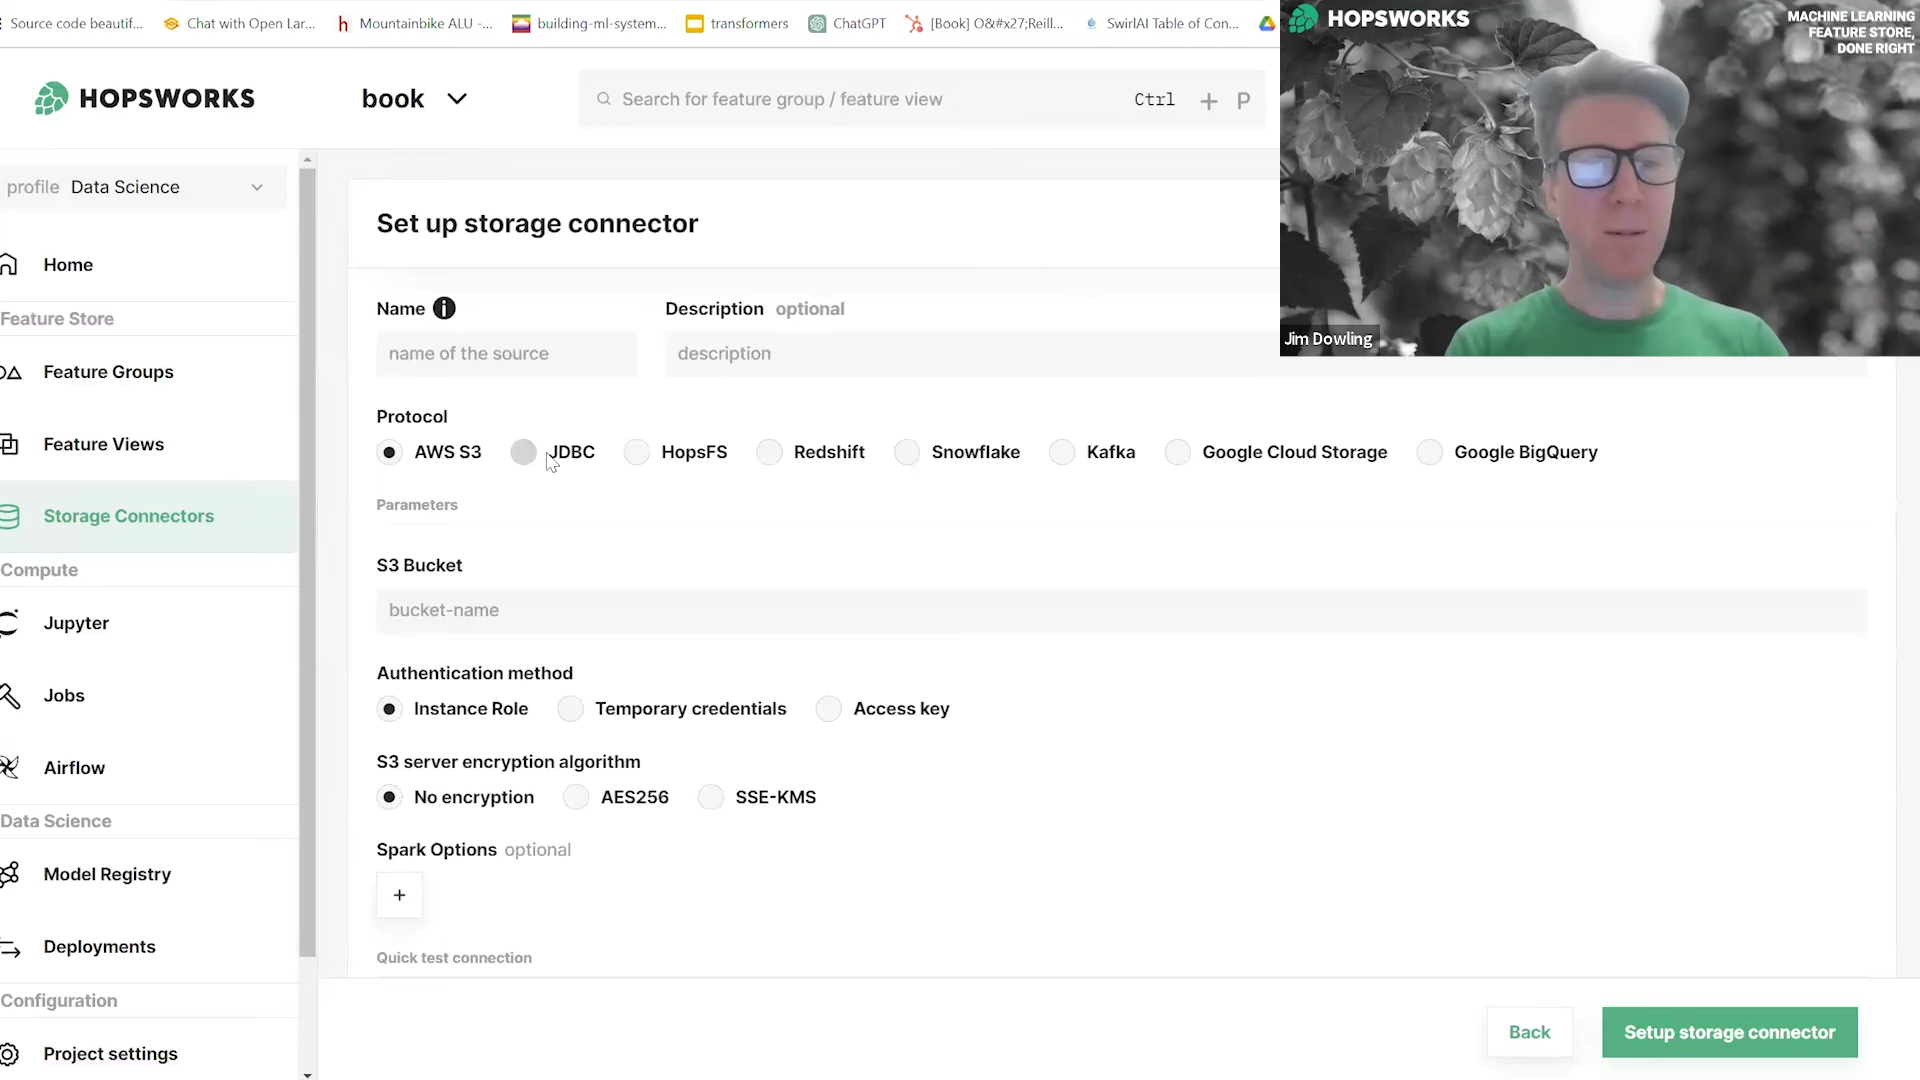 Source code beautif...
Chat with Open Lar...
Mountainbike ALU -...
building-ml-system...
transformers
ChatGPT
[Book] O&#x27;Reill...
SwirlAI Table of Con...
HOPSWORKS
MACHINE LEARNING
FEATURE STORE,
DONE RIGHT
HOPSWORKS
book
Search for feature group / feature view
Ctrl + P
profile Data Science
Home
Feature Store
Feature Groups
Feature Views
Storage Connectors
Compute
Jupyter
Jobs
Airflow
Data Science
Model Registry
Deployments
Configuration
Project settings
Set up storage connector
Name i
Description optional
name of the source
description
Jim Dowling
Protocol
AWS S3 JDBC HopsFS Redshift Snowflake Kafka Google Cloud Storage Google BigQuery
Parameters
S3 Bucket
bucket-name
Authentication method
Instance Role Temporary credentials Access key
S3 server encryption algorithm
No encryption AES256 SSE-KMS
Spark Options optional
+
Quick test connection
Back
Setup storage connector